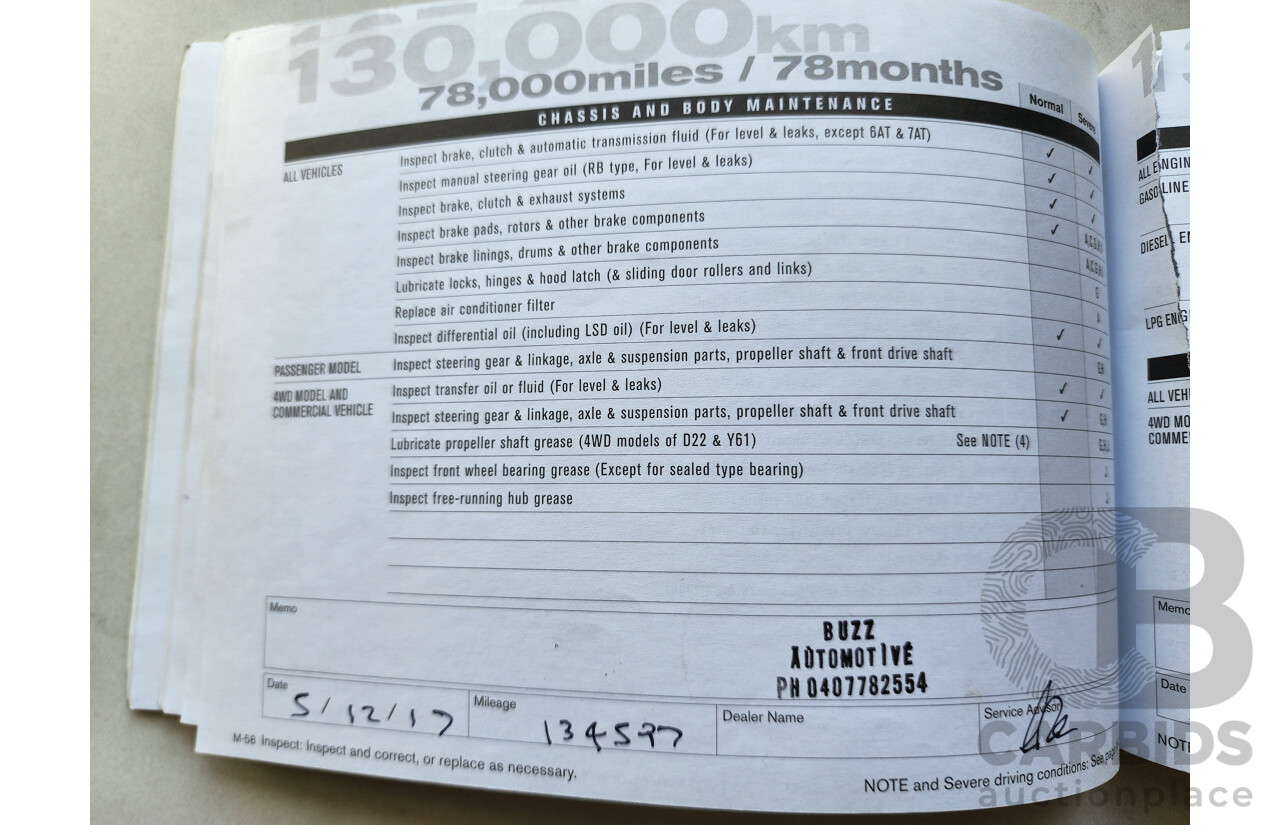 130,000km
78,000miles / 78months
CHASSIS AND BODY MAINTENANCE
Normal
Severe
ALL VEHICLES
Inspect brake, clutch & automatic transmission fluid (For level & leaks, except 6AT & 7AT) ✓ ✓
Inspect manual steering gear oil (RB type, For level & leaks) ✓ ✓
Inspect brake, clutch & exhaust systems ✓ ✓
Inspect brake pads, rotors & other brake components ✓
Inspect brake linings, drums & other brake components
Lubricate locks, hinges & hood latch (& sliding door rollers and links) G
Replace air conditioner filter A
Inspect differential oil (including LSD oil) (For level & leaks) ✓ ✓
PASSENGER MODEL
Inspect steering gear & linkage, axle & suspension parts, propeller shaft & front drive shaft G,H
4WD MODEL AND
COMMERCIAL VEHICLE
Inspect transfer oil or fluid (For level & leaks) ✓ ✓
Inspect steering gear & linkage, axle & suspension parts, propeller shaft & front drive shaft ✓ G,H
Lubricate propeller shaft grease (4WD models of D22 & Y61) See NOTE (4) G,H,J
Inspect front wheel bearing grease (Except for sealed type bearing) J
Inspect free-running hub grease J
Memo
BUZZ
AUTOMOTIVE
PH 0407782554
Date
5/12/17
Mileage
134597
Dealer Name
Service Advisor
M-56 Inspect: Inspect and correct, or replace as necessary.
NOTE and Severe driving conditions: See
ALL ENGIN
GASOLINE
DIESEL EN
LPG ENG
ALL VEH
4WD MO
COMME
Memo
Date
NOTE
CARBIDS
auctionplace